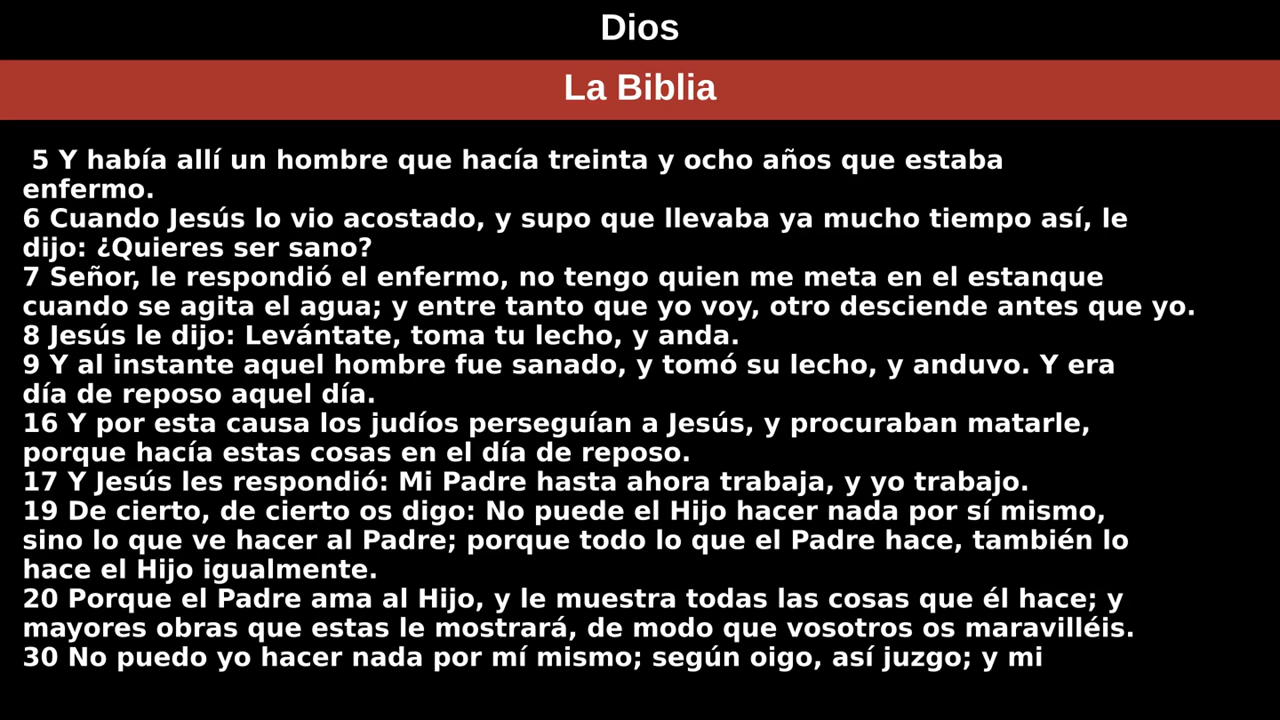 Dios
La Biblia
5 Y había allí un hombre que hacía treinta y ocho años que estaba
enfermo.
6 Cuando Jesús lo vio acostado, y supo que llevaba ya mucho tiempo así, le
dijo: ¿Quieres ser sano?
7 Señor, le respondió el enfermo, no tengo quien me meta en el estanque
cuando se agita el agua; y entre tanto que yo voy, otro desciende antes que yo.
8 Jesús le dijo: Levántate, toma tu lecho, y anda.
9 Y al instante aquel hombre fue sanado, y tomó su lecho, y anduvo. Y era
día de reposo aquel día.
16 Y por esta causa los judíos perseguían a Jesús, y procuraban matarle,
porque hacía estas cosas en el día de reposo.
17 Y Jesús les respondió: Mi Padre hasta ahora trabaja, y yo trabajo.
19 De cierto, de cierto os digo: No puede el Hijo hacer nada por sí mismo,
sino lo que ve hacer al Padre; porque todo lo que el Padre hace, también lo
hace el Hijo igualmente.
20 Porque el Padre ama al Hijo, y le muestra todas las cosas que él hace; y
mayores obras que estas le mostrará, de modo que vosotros os maravilléis.
30 No puedo yo hacer nada por mí mismo; según oigo, así juzgo; y mi